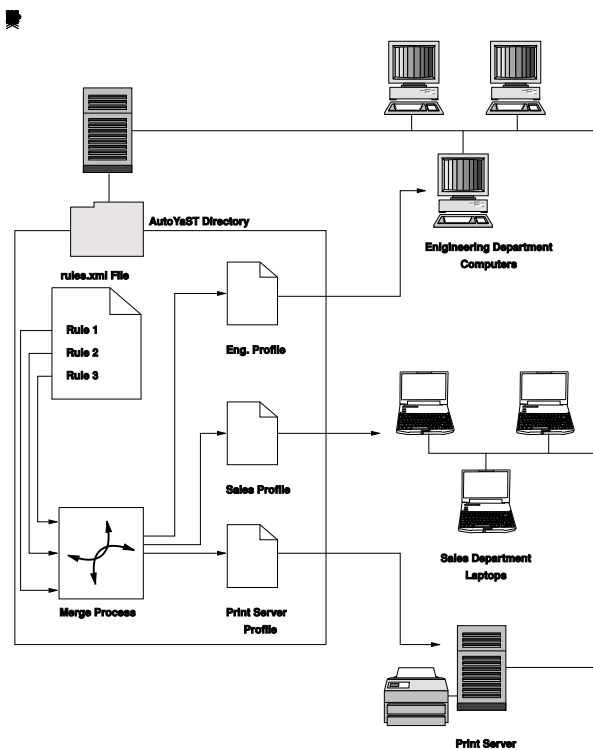 AutoYaST Directory
Enigineering Department
Computers
rules.xml File
Rule 1
Rule 2
Rule 3
Eng. Profile
Sales Profile
Sales Department
Laptops
Merge Process
Print Server
Profile
Print Server